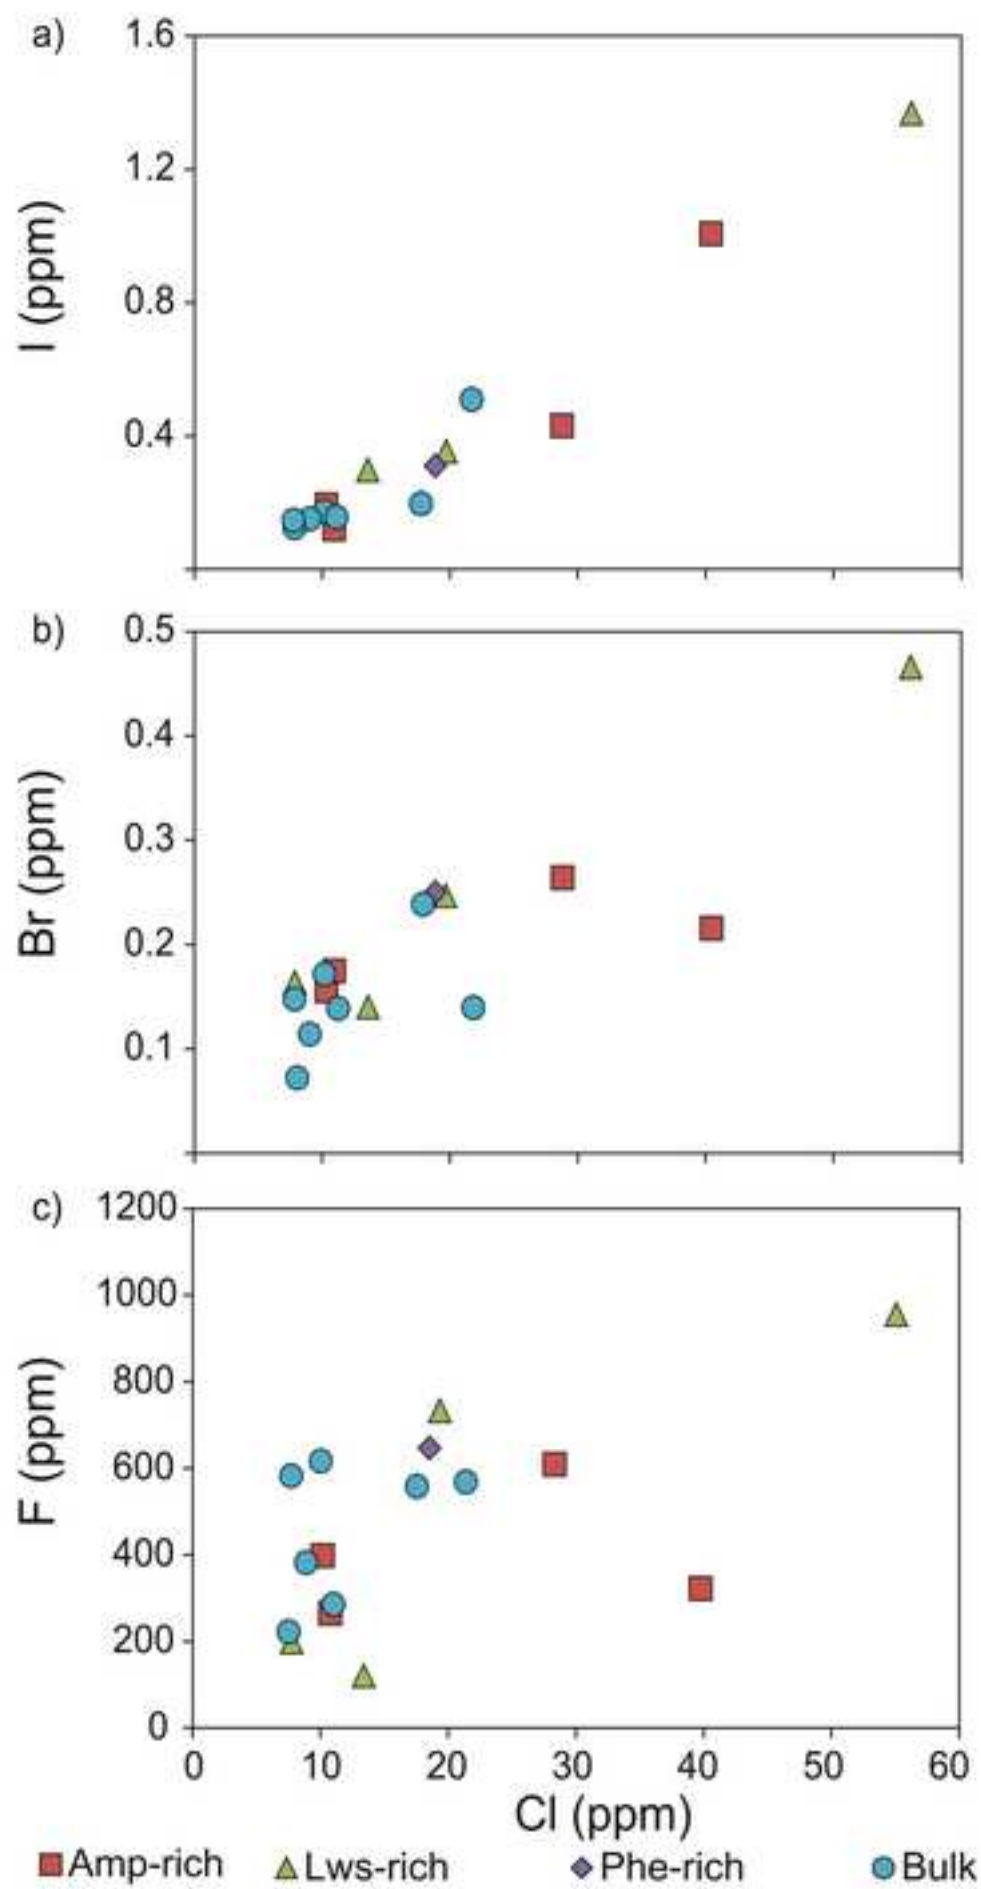 a)
1.6
1.2
0.8
0.4
I (ppm)
b)
0.5
0.4
0.3
0.2
0.1
Br (ppm)
c)
1200
1000
800
600
400
200
0
F (ppm)
0 10 20 30 40 50 60
Cl (ppm)
Amp-rich Lws-rich Phe-rich Bulk